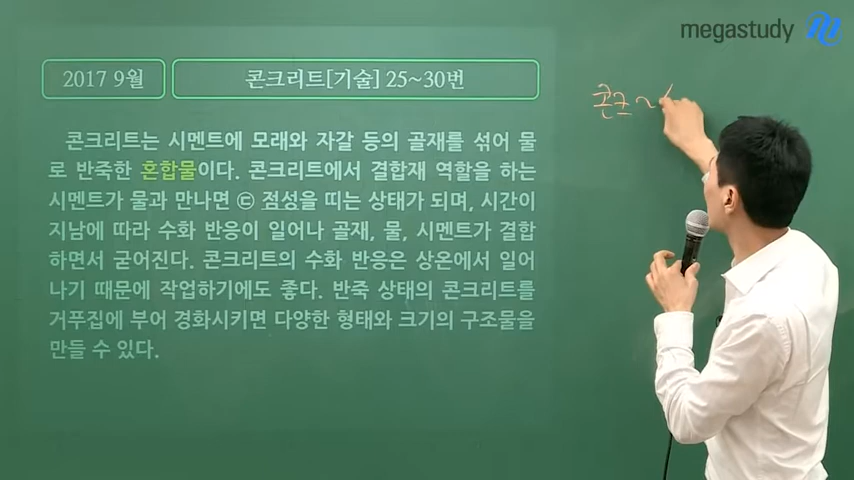 megastudy
2017 9월
콘크리트[기술] 25~30번
콘크리트는 시멘트에 모래와 자갈 등의 골재를 섞어 물
로 반죽한 혼합물이다. 콘크리트에서 결합재 역할을 하는
시멘트가 물과 만나면 ⓒ 점성을 띠는 상태가 되며, 시간이
지남에 따라 수화 반응이 일어나 골재, 물, 시멘트가 결합
하면서 굳어진다. 콘크리트의 수화 반응은 상온에서 일어
나기 때문에 작업하기에도 좋다. 반죽 상태의 콘크리트를
거푸집에 부어 경화시키면 다양한 형태와 크기의 구조물을
만들 수 있다.